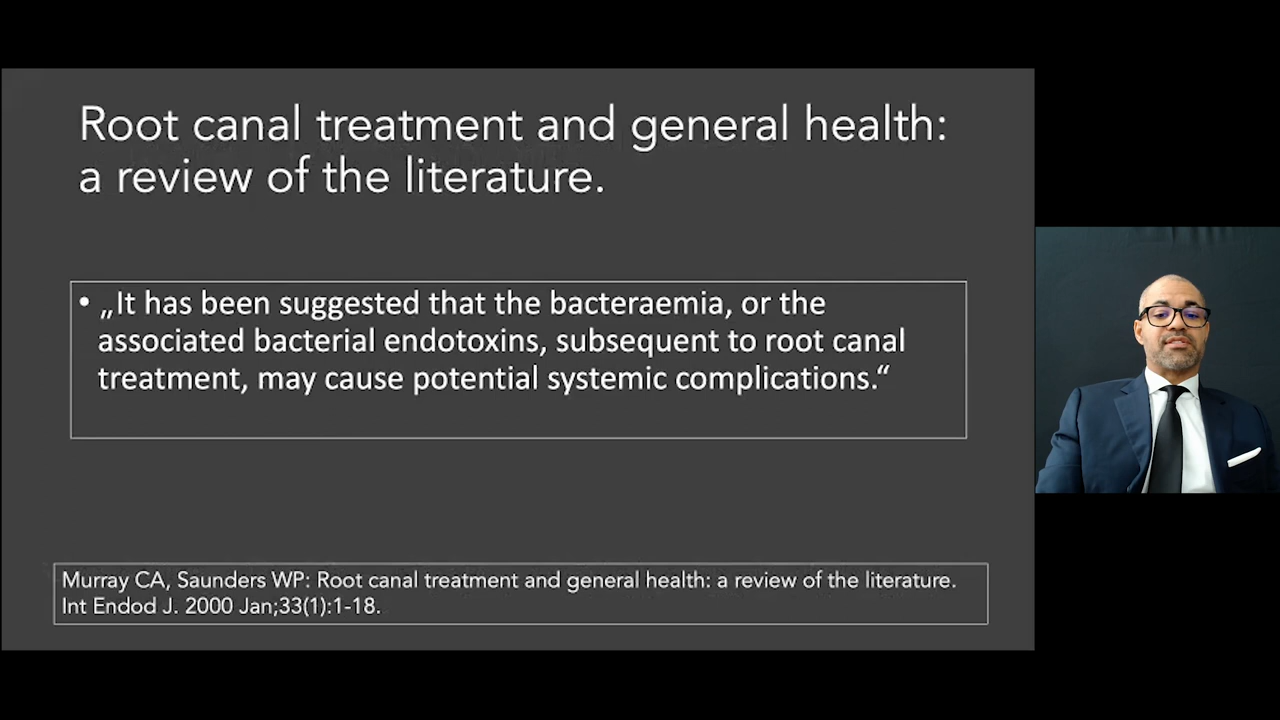 Root canal treatment and general health:
a review of the literature.
• „It has been suggested that the bacteraemia, or the
associated bacterial endotoxins, subsequent to root canal
treatment, may cause potential systemic complications.“
Murray CA, Saunders WP: Root canal treatment and general health: a review of the literature.
Int Endod J. 2000 Jan;33(1):1-18.